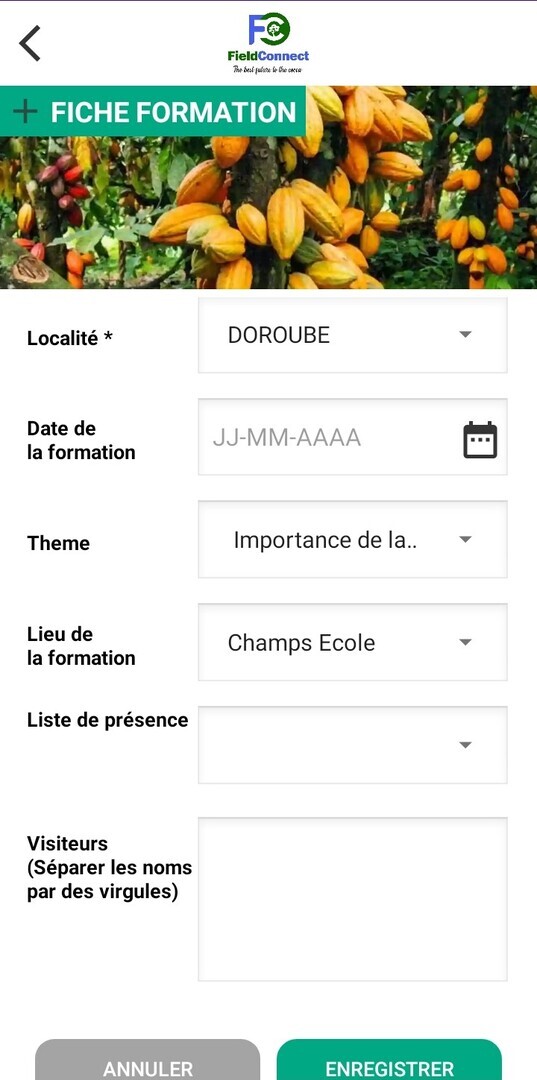 FC
FieldConnect
The best future to the cocoa
+ FICHE FORMATION
Localité *
DOROUBE
Date de
la formation
JJ-MM-AAAA
Theme
Importance de la..
Lieu de
la formation
Champs Ecole
Liste de présence
Visiteurs
(Séparer les noms
par des virgules)
ANNULER
ENREGISTRER